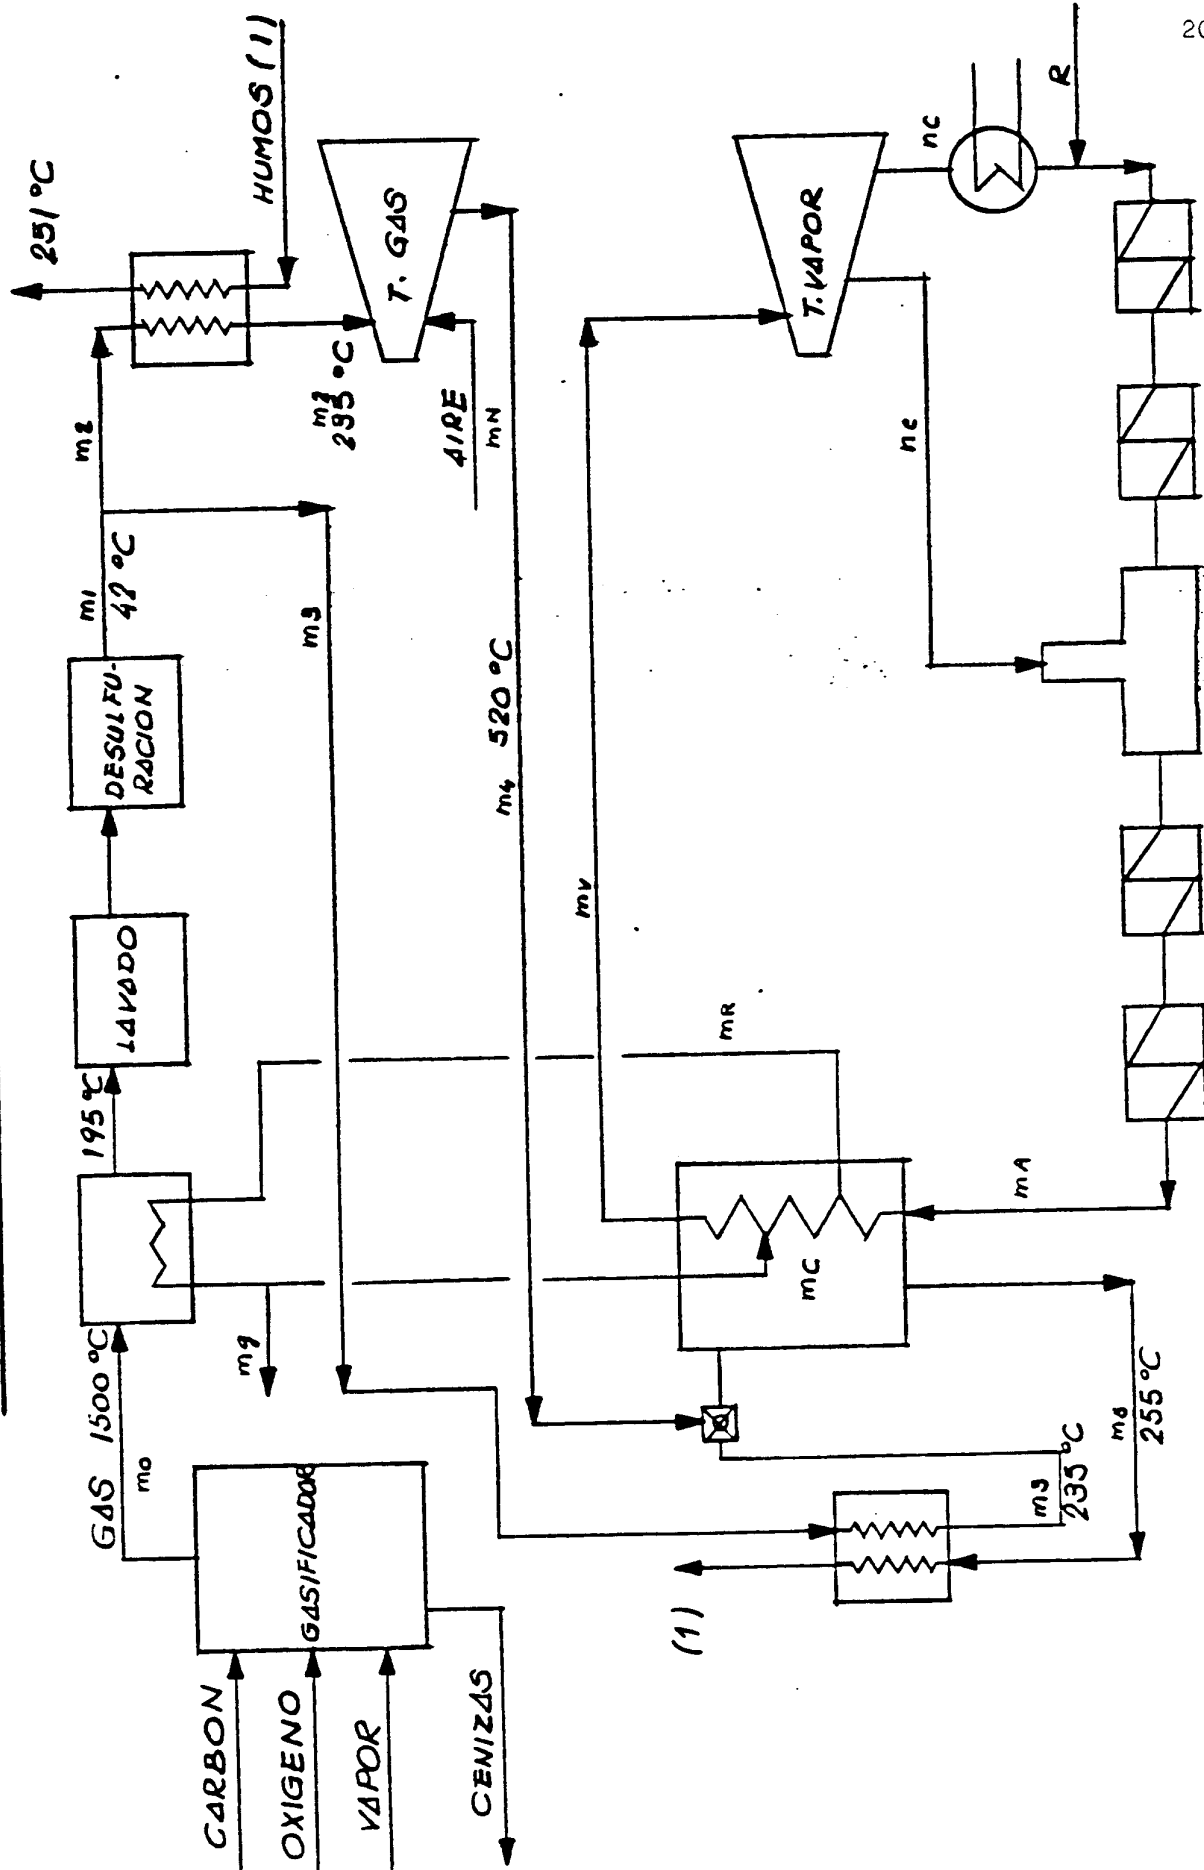 CARBON
OXIGENO
VAPOR
CENIZAS
GASIFICADOR
GAS 1500 °C
mo
mg
195 °C
LAVADO
DESULFU-
RACION
m1
48 °C
m2
251 °C
HUMOS (1)
m3
m2
295 °C
T. GAS
AIRE
mN
m4 520 °C
mv
mR
mC
mA
T. VAPOR
nc
ne
R
(1)
m3
235 °C
m6
255 °C
20